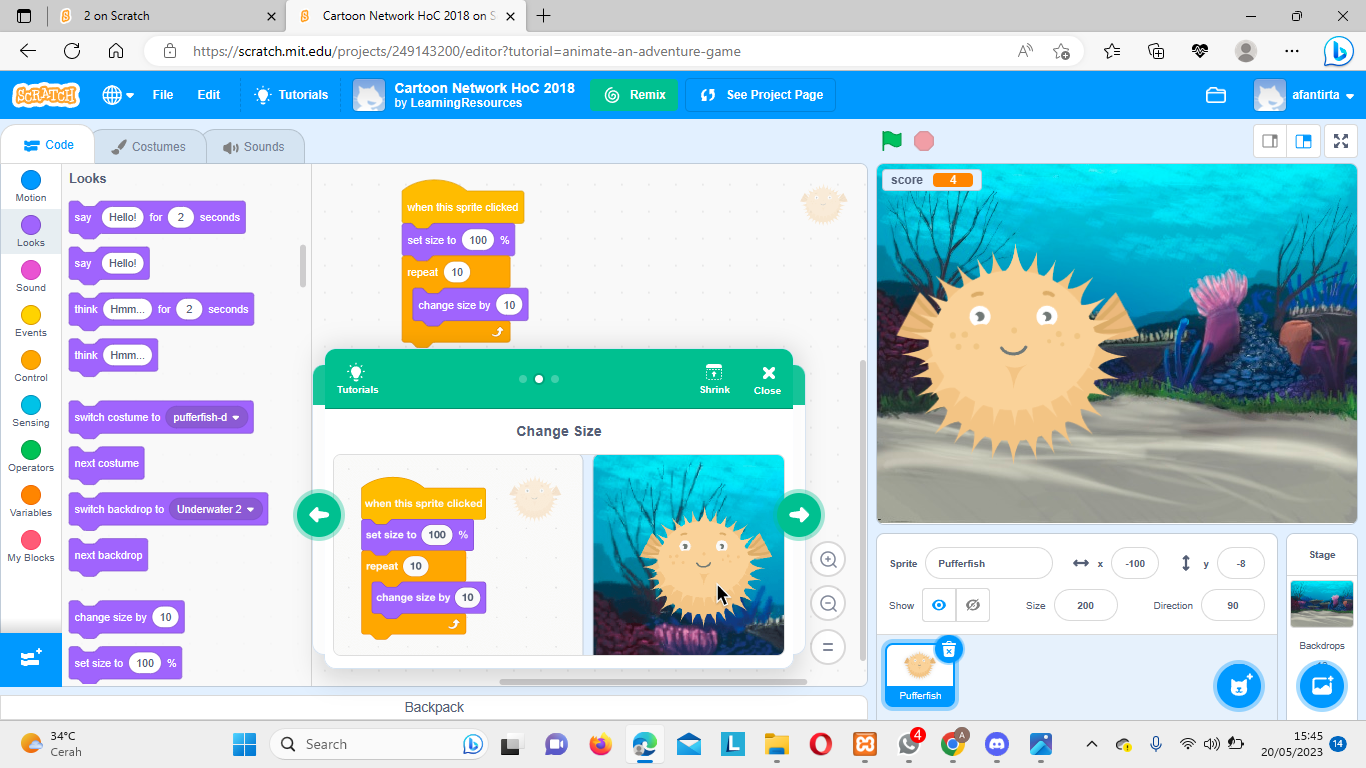 2 on Scratch
Cartoon Network HoC 2018 on S
https://scratch.mit.edu/projects/249143200/editor?tutorial=animate-an-adventure-game
SCRATCH
File
Edit
Tutorials
Cartoon Network HoC 2018
by LearningResources
Remix
See Project Page
afantirta
Code
Costumes
Sounds
Motion
Looks
Sound
Events
Control
Sensing
Operators
Variables
My Blocks
Looks
say Hello! for 2 seconds
say Hello!
think Hmm... for 2 seconds
think Hmm...
switch costume to pufferfish-d
next costume
switch backdrop to Underwater 2
next backdrop
change size by 10
set size to 100 %
when this sprite clicked
set size to 100 %
repeat 10
change size by 10
Tutorials
Shrink
Close
Change Size
when this sprite clicked
set size to 100 %
repeat 10
change size by 10
Backpack
score 4
Sprite Pufferfish x -100 y -8
Show Size 200 Direction 90
Pufferfish
Stage
Backdrops
34°C
Cerah
Search
L
4
A
15:45
20/05/2023
14